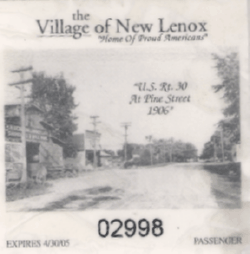 the
Village of New Lenox
"Home Of Proud Americans"
"U.S. Rt. 30
At Pine Street
1906"
02998
EXPIRES 4/30/05
PASSENGER